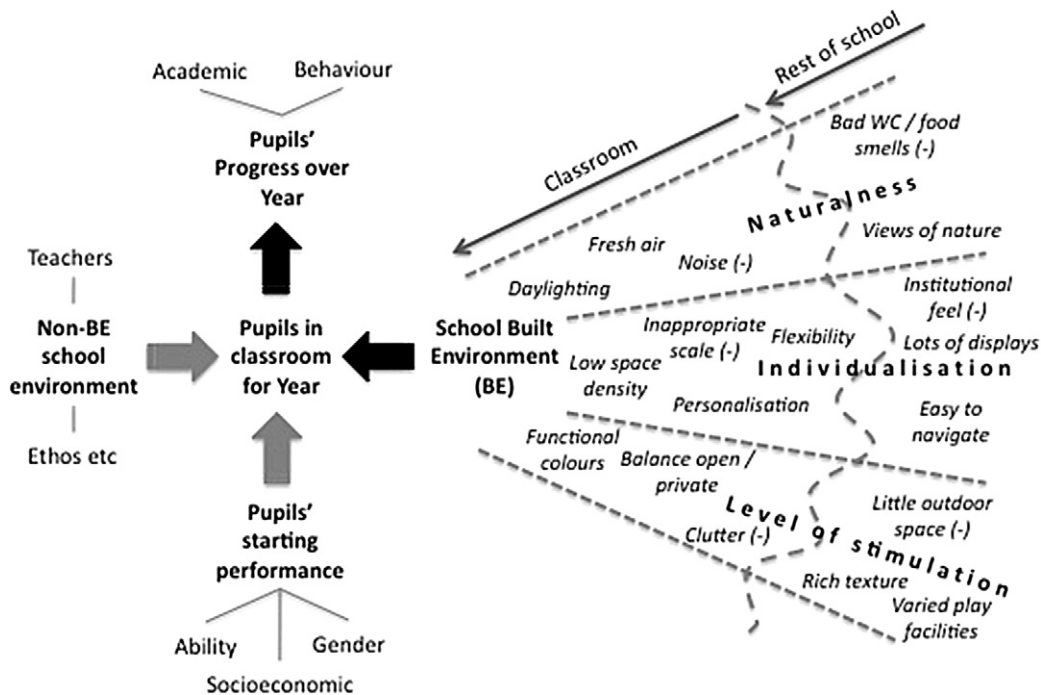 Academic
Behaviour
Pupils'
Progress over
Year
Teachers
Non-BE
school
environment
Ethos etc
Pupils in
classroom
for Year
Pupils'
starting
performance
Ability
Gender
Socioeconomic
School Built
Environment
(BE)
Classroom
Rest of school
Bad WC / food
smells (-)
Naturalness
Views of nature
Fresh air
Noise (-)
Daylighting
Institutional
feel (-)
Inappropriate
scale (-)
Flexibility
Lots of displays
Low space
density
Individualisation
Personalisation
Easy to
navigate
Functional
colours
Balance open /
private
Little outdoor
space (-)
Level of stimulation
Clutter (-)
Rich texture
Varied play
facilities